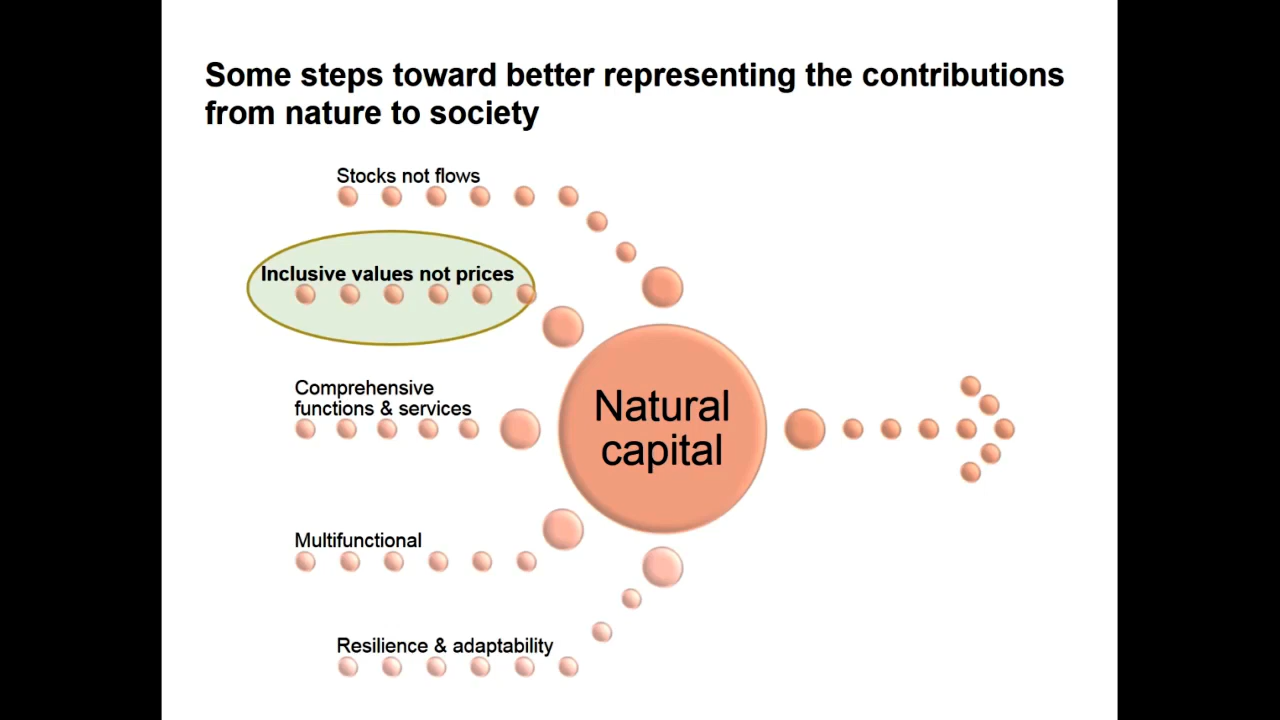 Some steps toward better representing the contributions
from nature to society
Stocks not flows
Inclusive values not prices
Comprehensive
functions & services
Natural
capital
Multifunctional
Resilience & adaptability